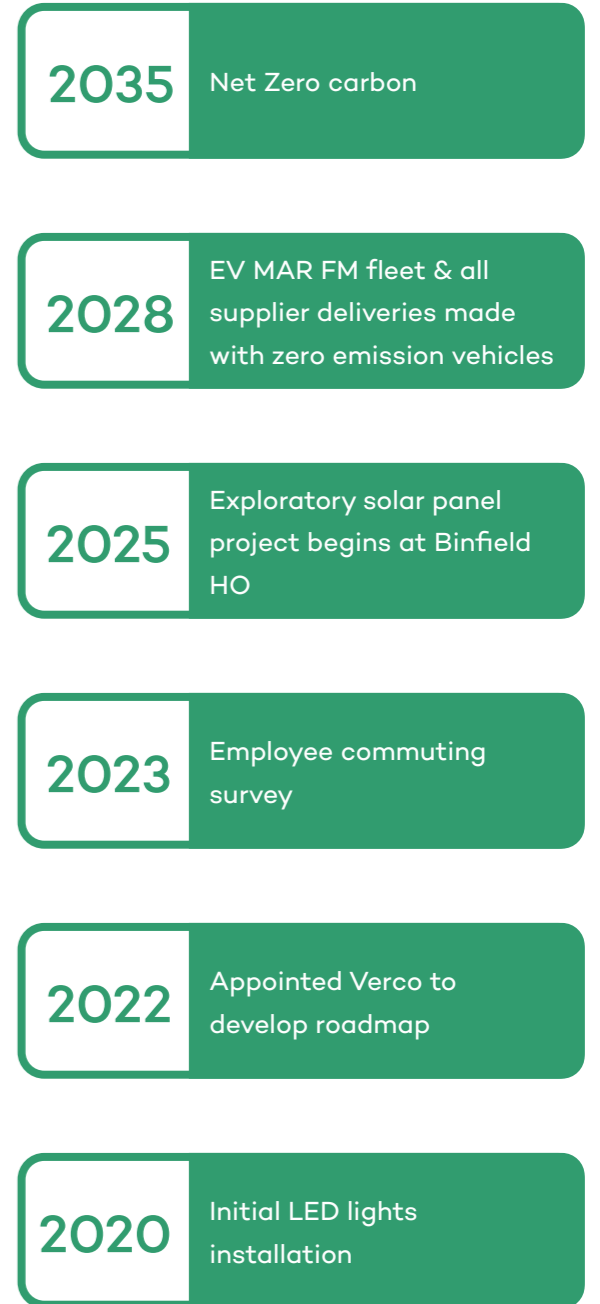 2035
Net Zero carbon
2028
EV MAR FM fleet & all
supplier deliveries made
with zero emission vehicles
2025
Exploratory solar panel
project begins at Binfield
HO
2023
Employee commuting
survey
2022
Appointed Verco to
develop roadmap
2020
Initial LED lights
installation